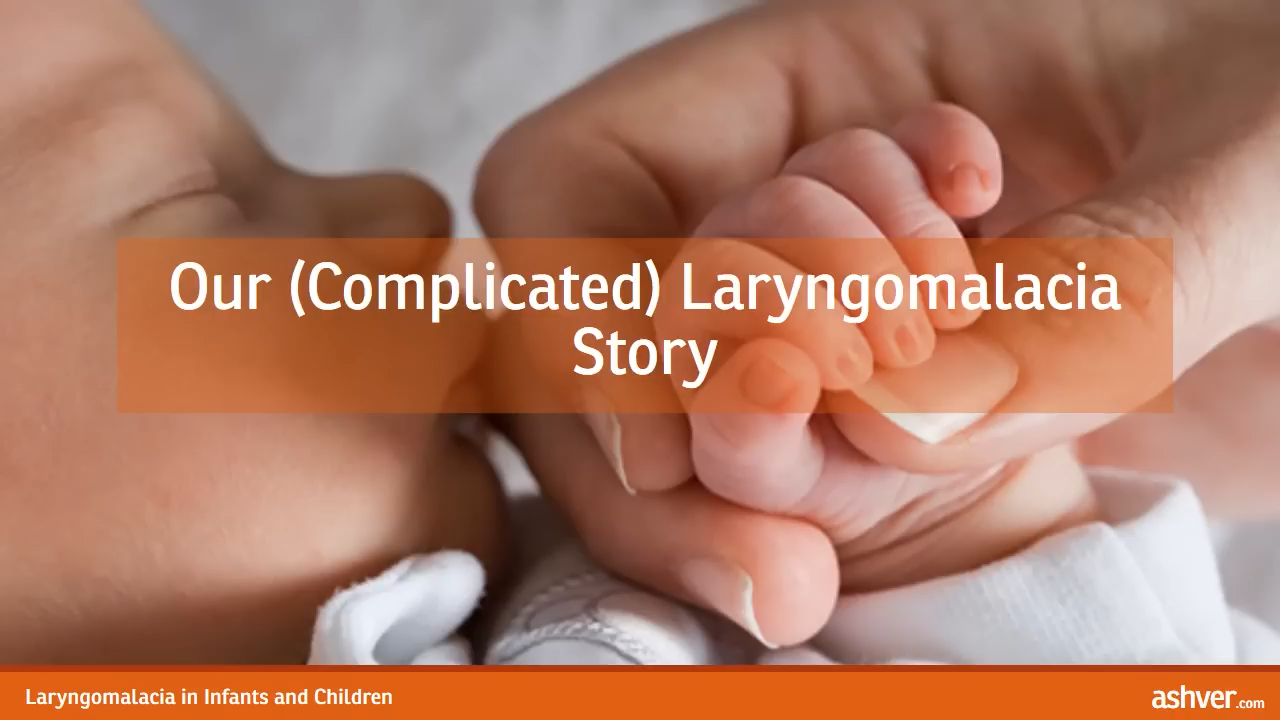 Our (Complicated) Laryngomalacia
Story
Laryngomalacia in Infants and Children
ashver.com